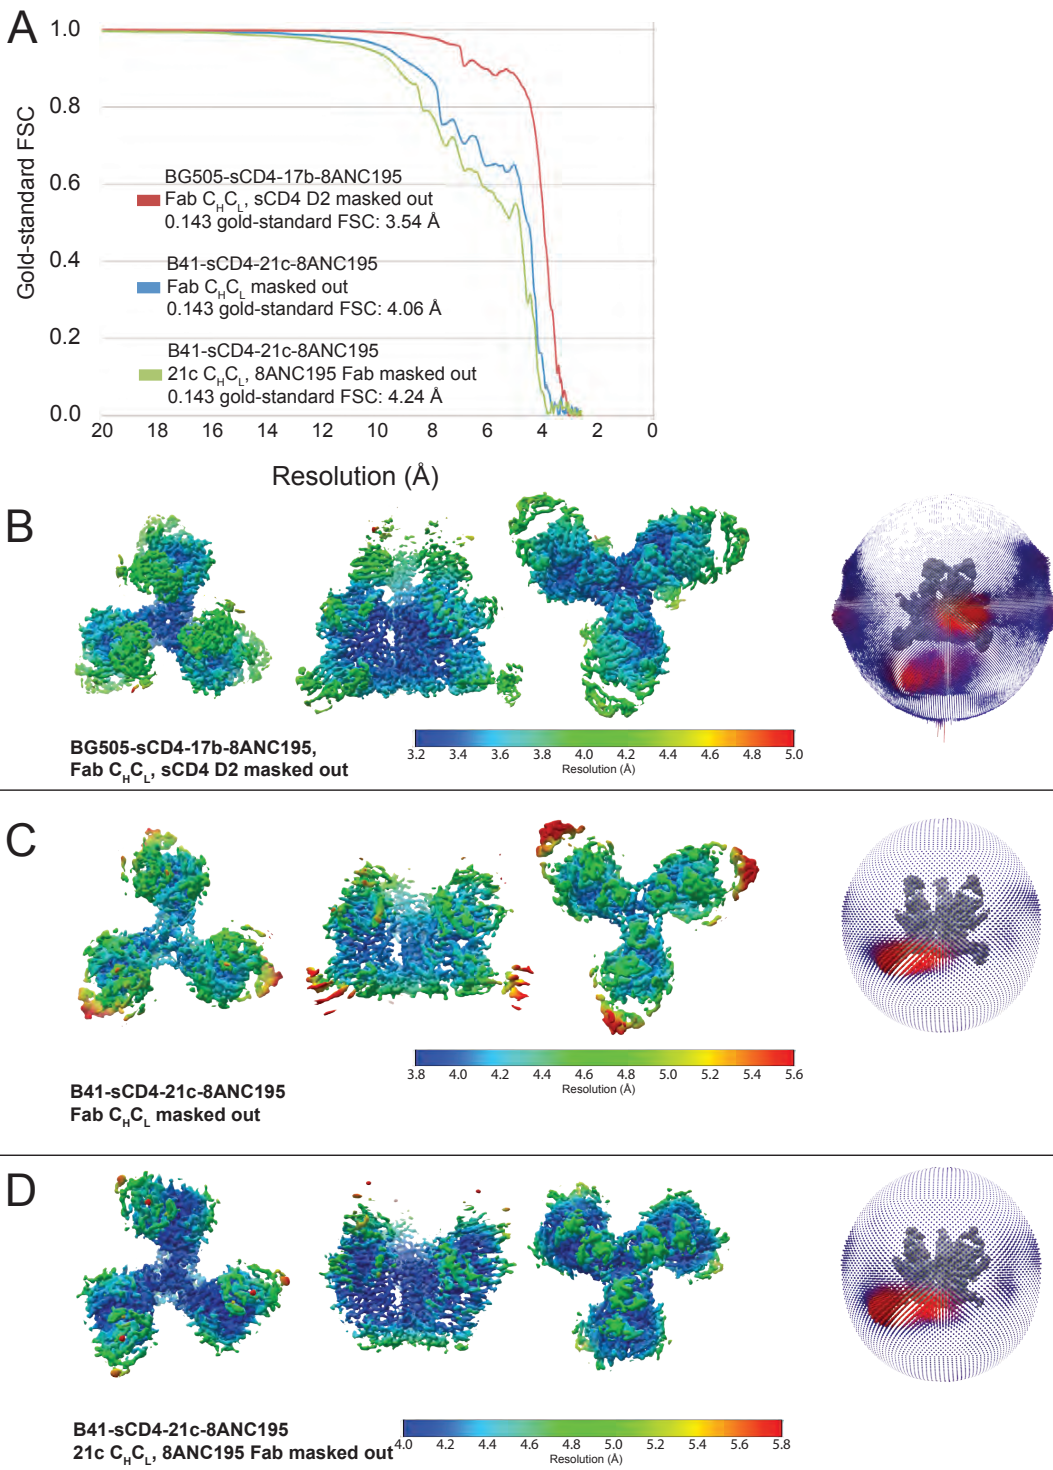 A
1.0
0.8
0.6
0.4
0.2
0.0
Gold-standard FSC
BG505-sCD4-17b-8ANC195
Fab CHCL, sCD4 D2 masked out
0.143 gold-standard FSC: 3.54 Å
B41-sCD4-21c-8ANC195
Fab CHCL masked out
0.143 gold-standard FSC: 4.06 Å
B41-sCD4-21c-8ANC195
21c CHCL, 8ANC195 Fab masked out
0.143 gold-standard FSC: 4.24 Å
20 18 16 14 12 10 8 6 4 2 0
Resolution (Å)
B
BG505-sCD4-17b-8ANC195,
Fab CHCL, sCD4 D2 masked out
3.2 3.4 3.6 3.8 4.0 4.2 4.4 4.6 4.8 5.0
Resolution (Å)
C
B41-sCD4-21c-8ANC195
Fab CHCL masked out
3.8 4.0 4.2 4.4 4.6 4.8 5.0 5.2 5.4 5.6
Resolution (Å)
D
B41-sCD4-21c-8ANC195
21c CHCL, 8ANC195 Fab masked out
4.0 4.2 4.4 4.6 4.8 5.0 5.2 5.4 5.6 5.8
Resolution (Å)